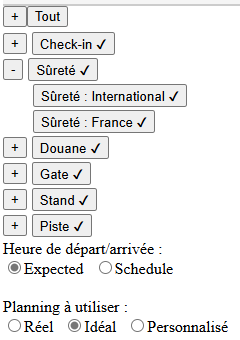 + Tout
+ Check-in ✓
- Sûreté ✓
Sûreté : International ✓
Sûreté : France ✓
+ Douane ✓
+ Gate ✓
+ Stand ✓
+ Piste ✓
Heure de départ/arrivée :
Expected Schedule
Planning à utiliser :
Réel Idéal Personnalisé